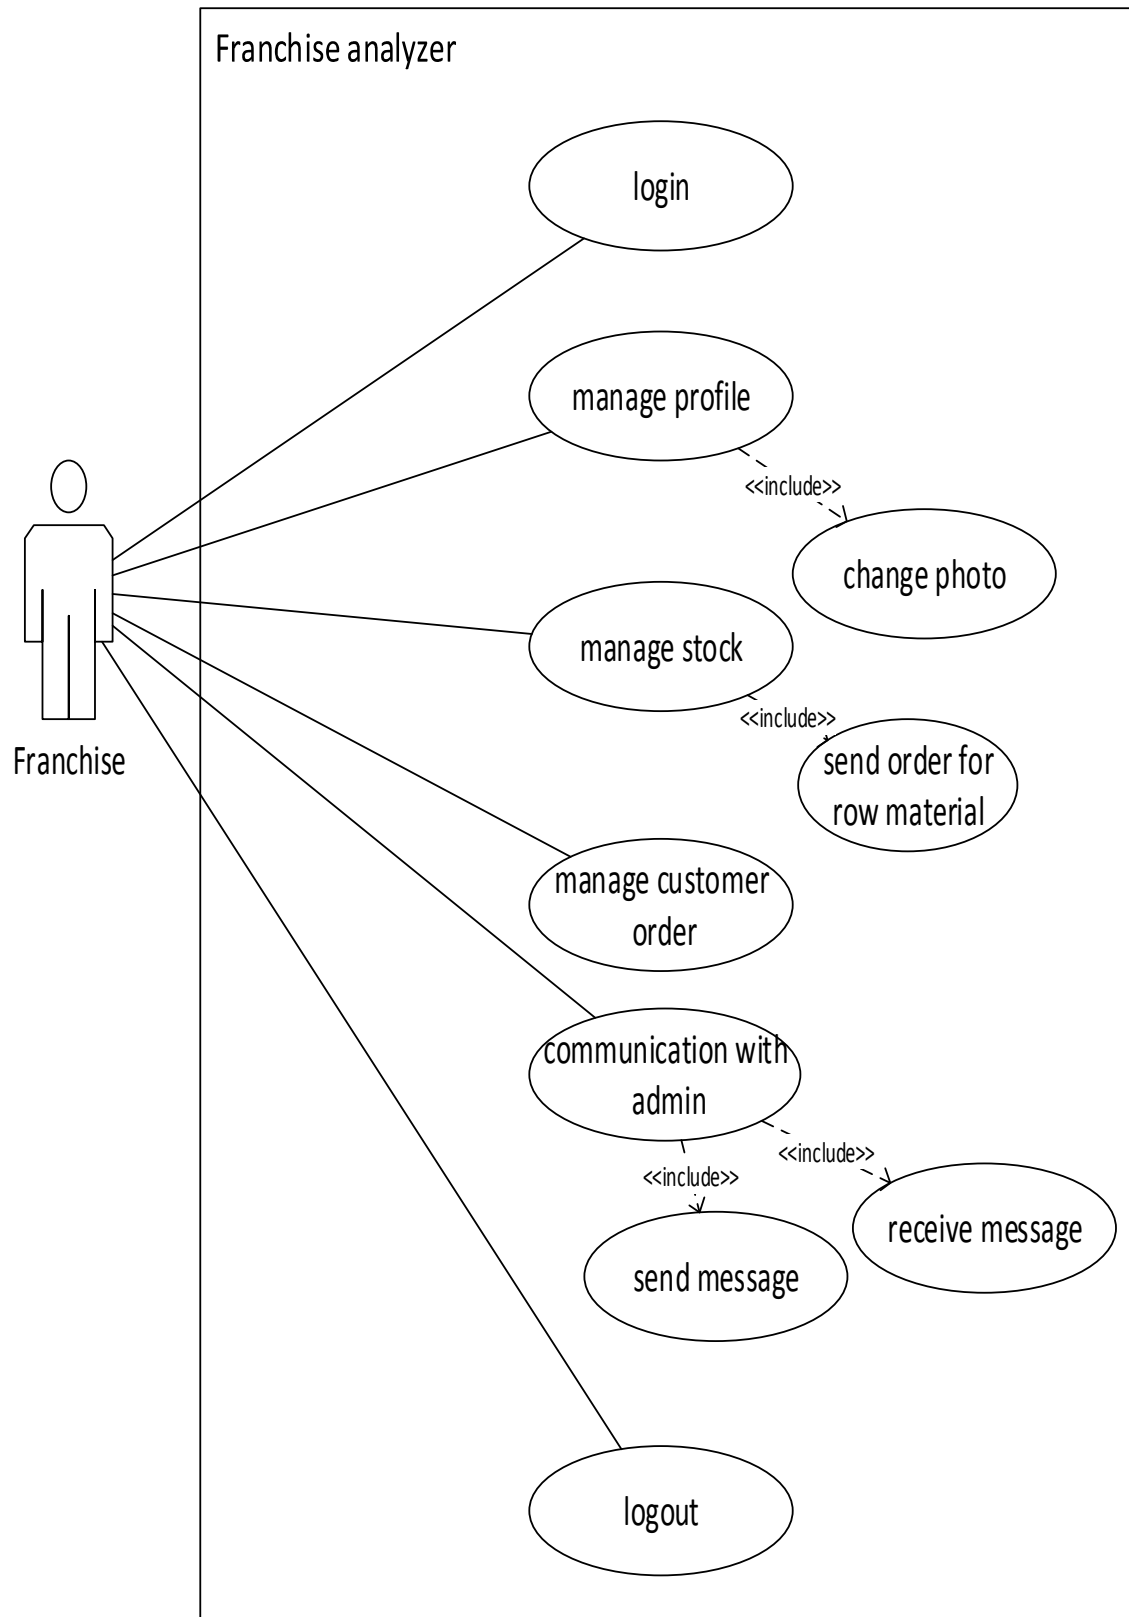 Franchise analyzer
login
manage profile
<<include>>
change photo
manage stock
<<include>>
Franchise
send order for
row material
manage customer
order
communication with
admin
<<include>>
<<include>>
receive message
send message
logout